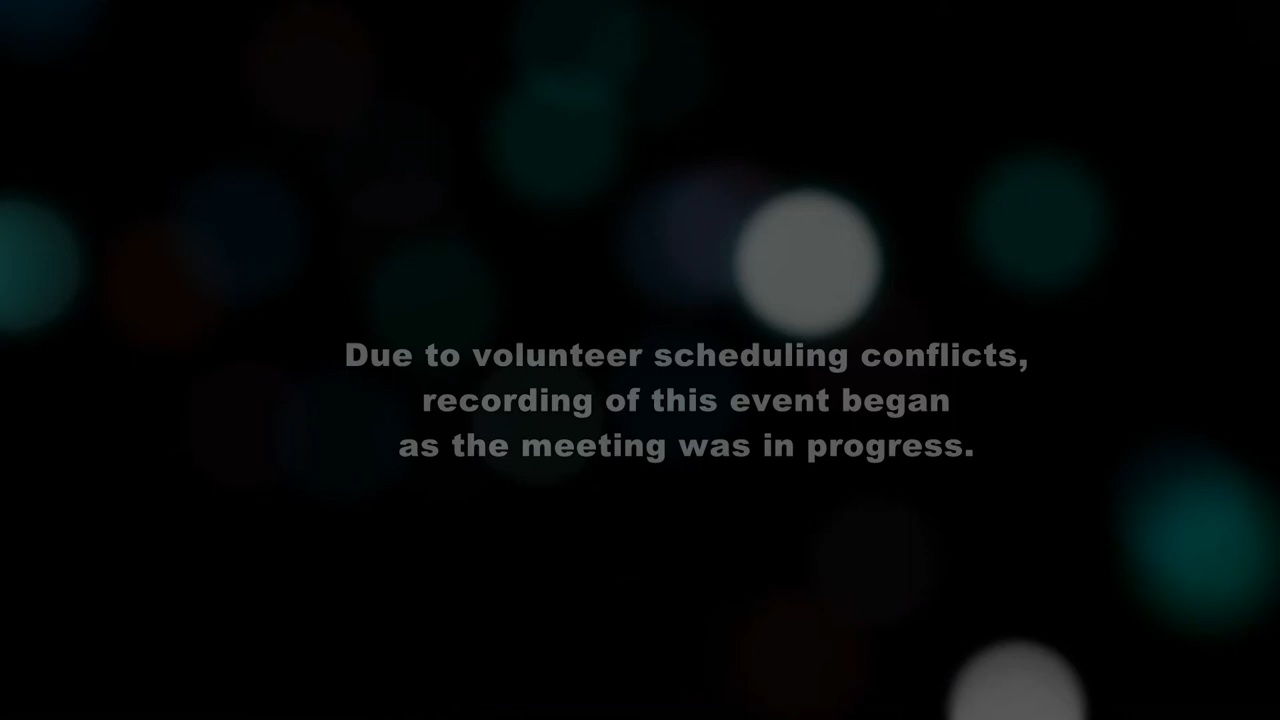 Due to volunteer scheduling conflicts,
recording of this event began
as the meeting was in progress.